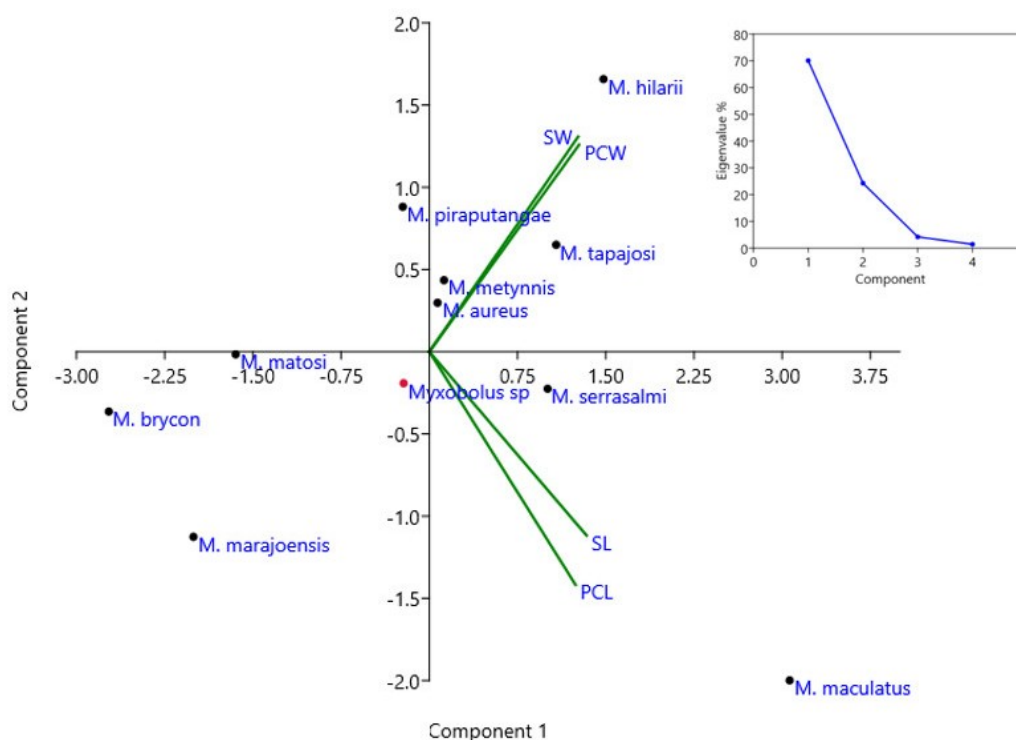 2.0
M. hilarii
1.5
SW
PCW
1.0
M. piraputangae
M. tapajosi
0.5
M. metynnis
M. aureus
Component 2
M. matosi
-3.00 -2.25 -1.50 -0.75 0.75 1.50 2.25 3.00 3.75
Myxobolus sp
M. serrasalmi
M. brycon
-0.5
-1.0
M. marajoensis
SL
-1.5
PCL
-2.0
M. maculatus
Component 1
80
70
60
50
40
30
20
10
0
Eigenvalue %
0 1 2 3 4
Component